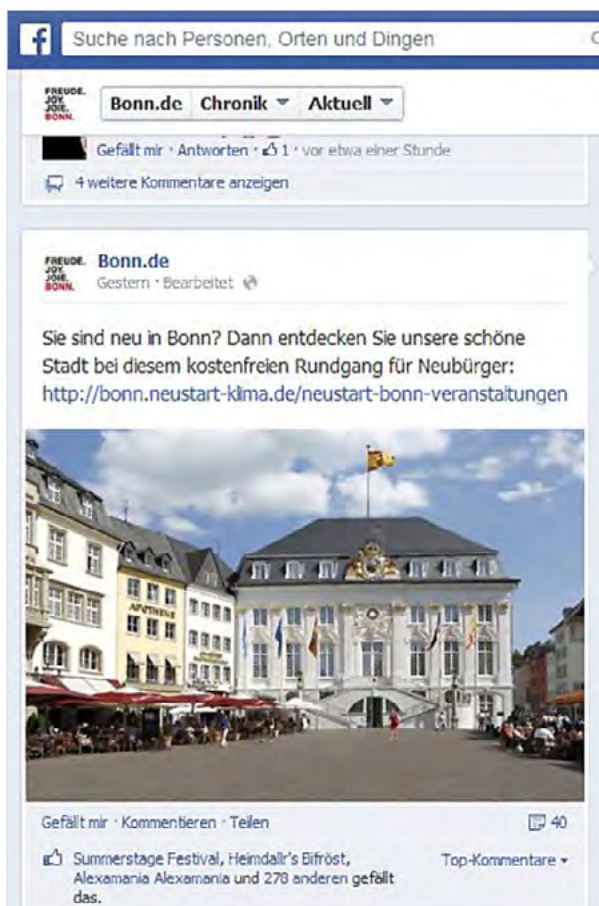 Suche nach Personen, Orten und Dingen
FREUDE.
JOY.
JOIE.
BONN.
Bonn.de Chronik Aktuell
Gefällt mir · Antworten · 1 · vor etwa einer Stunde
4 weitere Kommentare anzeigen
FREUDE.
JOY.
JOIE.
BONN.
Bonn.de
Gestern · Bearbeitet
Sie sind neu in Bonn? Dann entdecken Sie unsere schöne
Stadt bei diesem kostenfreien Rundgang für Neubürger:
http://bonn.neustart-klima.de/neustart-bonn-veranstaltungen
APOTHEKE
Gefällt mir · Kommentieren · Teilen 40
Summerstage Festival, Heimdallr's Bifröst, Top-Kommentare
Alexamania Alexamania und 278 anderen gefällt
das.